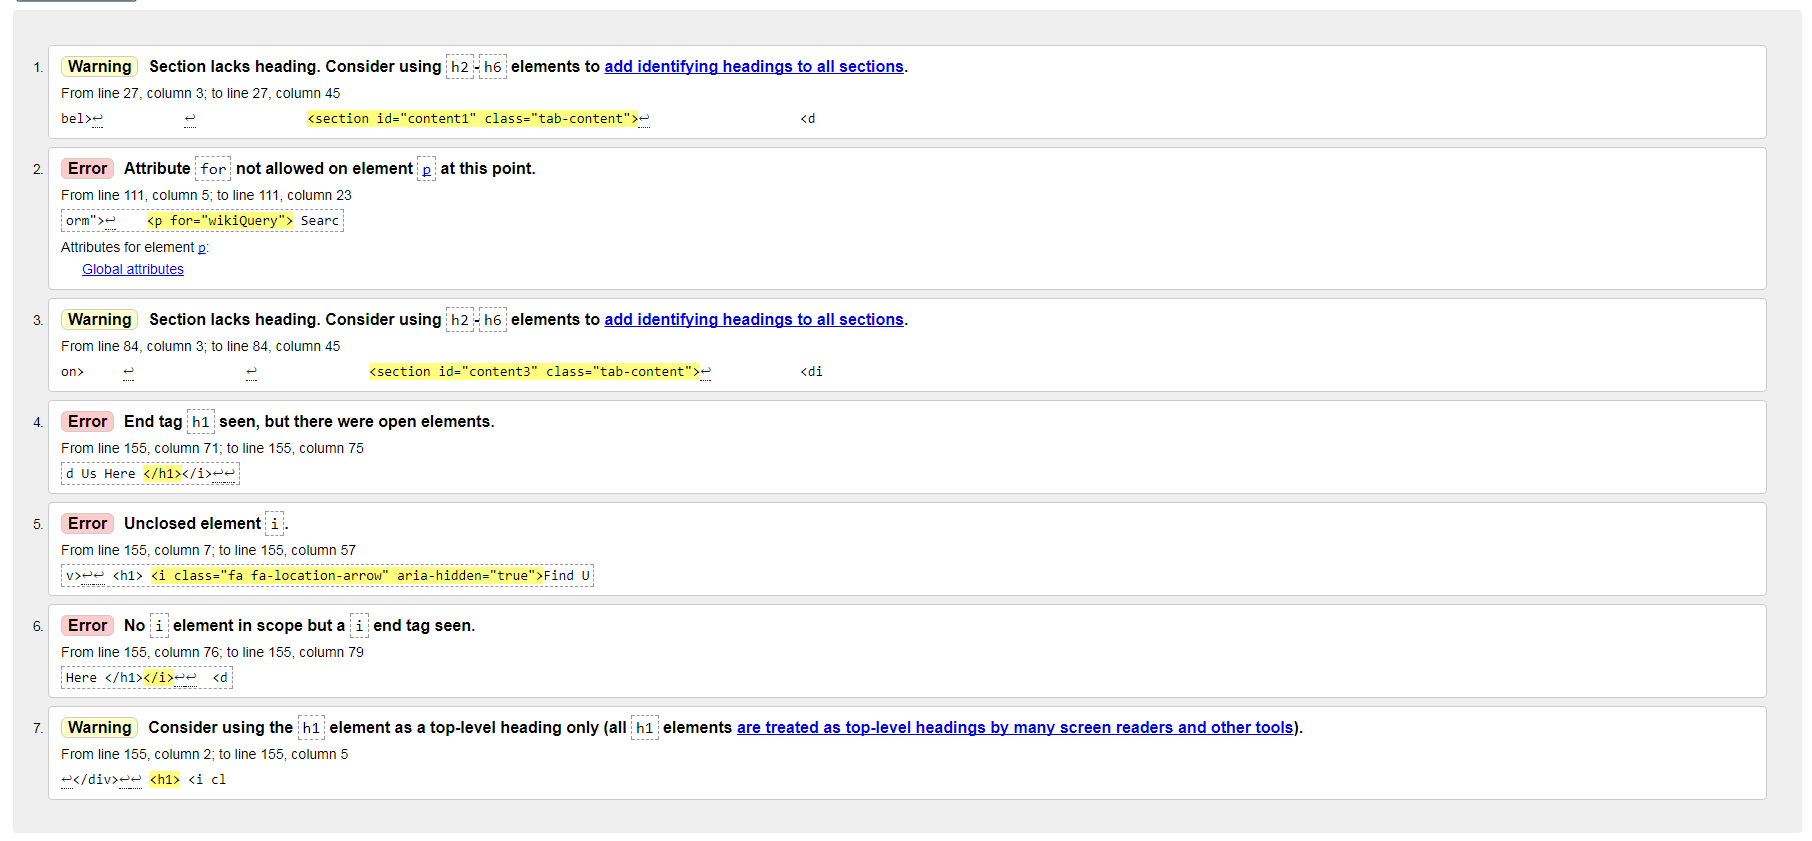 1. Warning Section lacks heading. Consider using h2-h6 elements to add identifying headings to all sections.
From line 27, column 3; to line 27, column 45
bel>↩ ↩ <section id="content1" class="tab-content">↩ <d
2. Error Attribute for not allowed on element p at this point.
From line 111, column 5; to line 111, column 23
orm">↩ <p for="wikiQuery"> Searc
Attributes for element p:
Global attributes
3. Warning Section lacks heading. Consider using h2-h6 elements to add identifying headings to all sections.
From line 84, column 3; to line 84, column 45
on> ↩ ↩ <section id="content3" class="tab-content">↩ <di
4. Error End tag h1 seen, but there were open elements.
From line 155, column 71; to line 155, column 75
d Us Here </h1></i>↩↩
5. Error Unclosed element i.
From line 155, column 7; to line 155, column 57
v>↩↩ <h1> <i class="fa fa-location-arrow" aria-hidden="true">Find U
6. Error No i element in scope but a i end tag seen.
From line 155, column 76; to line 155, column 79
Here </h1></i>↩↩ <d
7. Warning Consider using the h1 element as a top-level heading only (all h1 elements are treated as top-level headings by many screen readers and other tools).
From line 155, column 2; to line 155, column 5
↩</div>↩↩ <h1> <i cl